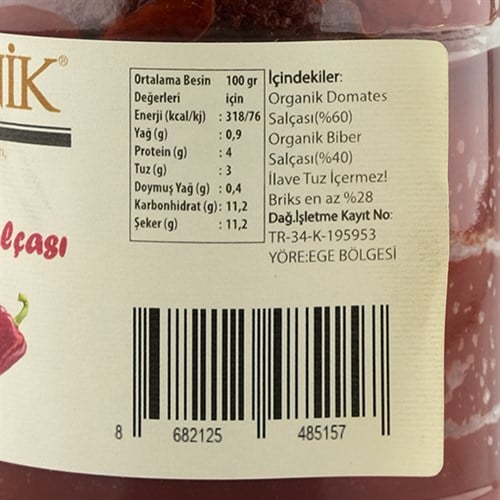 NİK®
lçası
Ortalama Besin 100 gr
Değerleri için
Enerji (kcal/kj) : 318/76
Yağ (g) : 0,9
Protein (g) : 4
Tuz (g) : 3
Doymuş Yağ (g) : 0,4
Karbonhidrat (g) : 11,2
Şeker (g) : 11,2
İçindekiler:
Organik Domates
Salçası(%60)
Organik Biber
Salçası(%40)
İlave Tuz İçermez!
Briks en az %28
Dağ.İşletme Kayıt No:
TR-34-K-195953
YÖRE:EGE BÖLGESİ
8 682125 485157